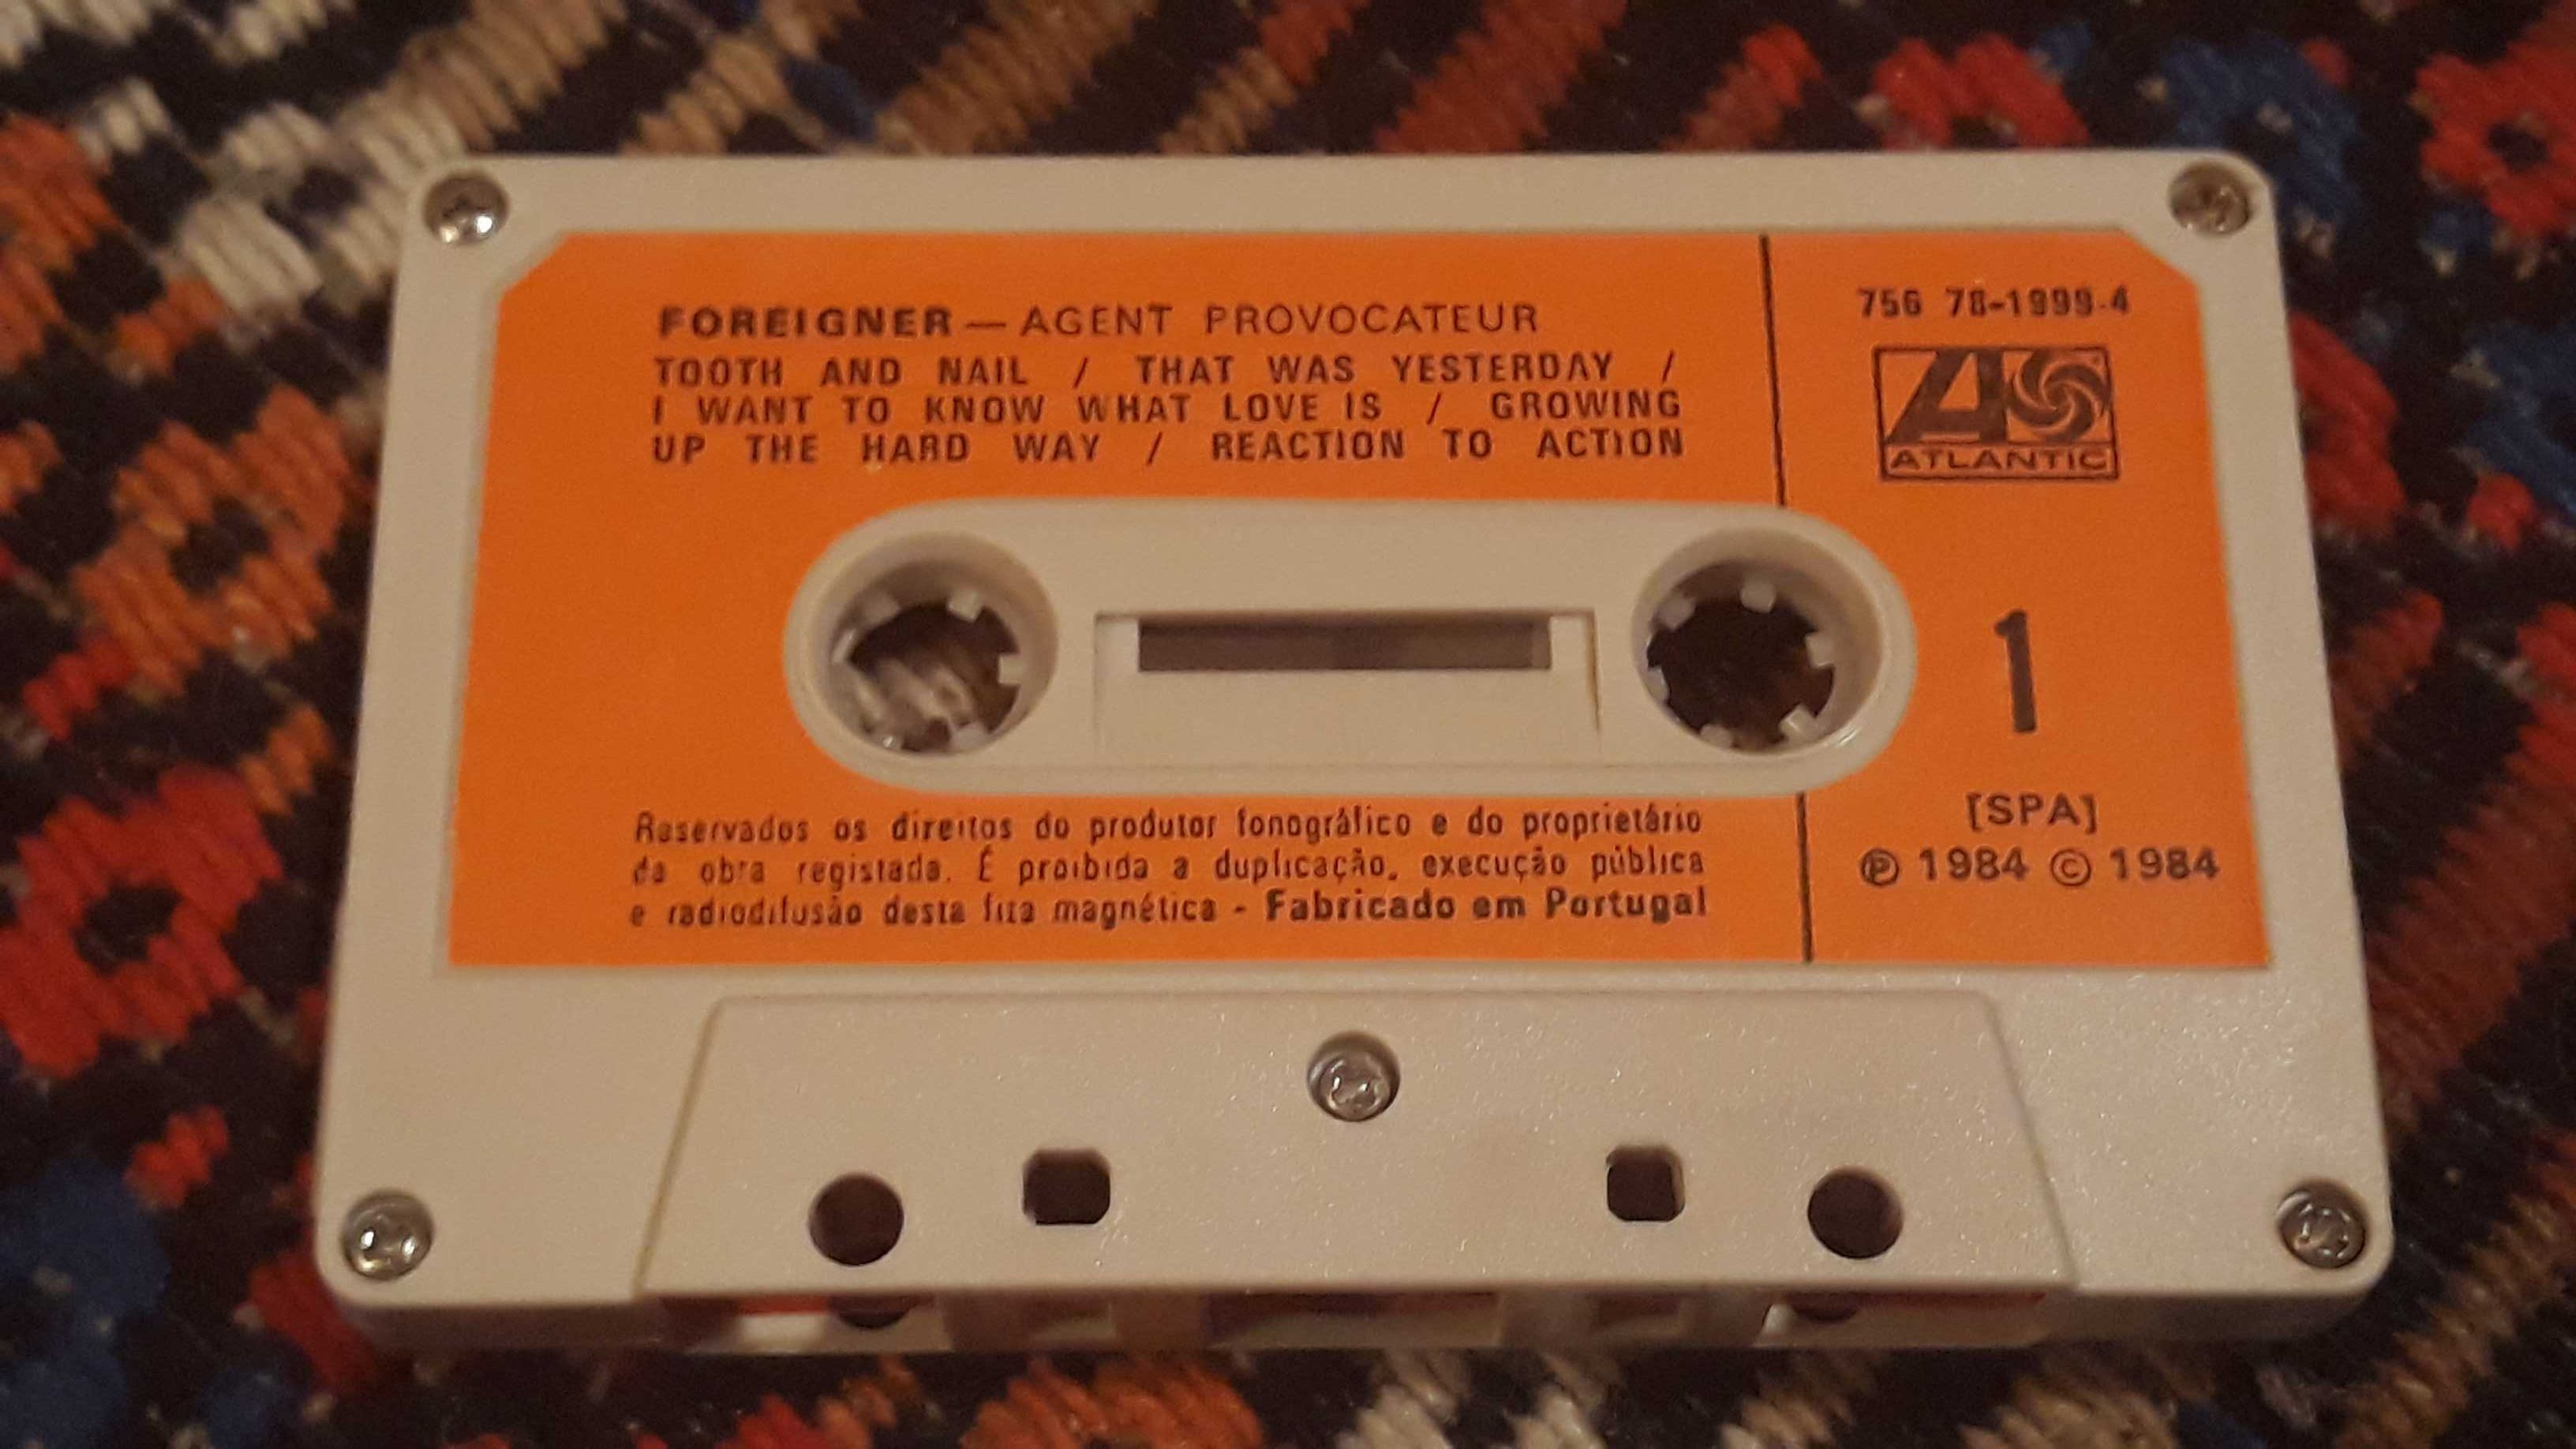 FOREIGNER — AGENT PROVOCATEUR
TOOTH AND NAIL / THAT WAS YESTERDAY /
I WANT TO KNOW WHAT LOVE IS / GROWING
UP THE HARD WAY / REACTION TO ACTION
756 78-1999-4
ATLANTIC
1
[SPA]
℗ 1984 © 1984
Reservados os direitos do produtor fonográfico e do proprietário
da obra registada. É proibida a duplicação, execução pública
e radiodifusão desta fita magnética - Fabricado em Portugal